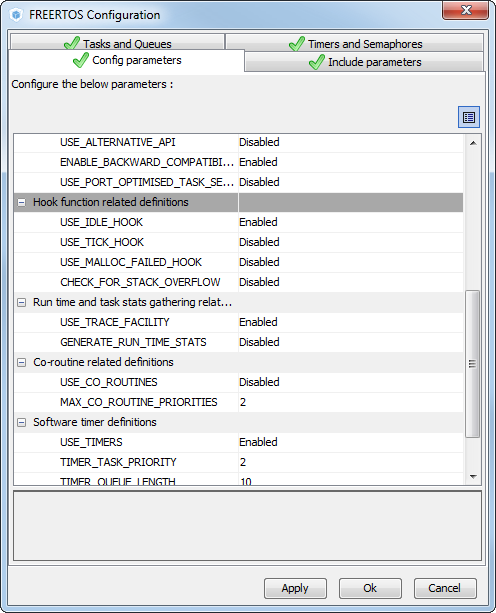 FREERTOS Configuration
Tasks and Queues
Timers and Semaphores
Config parameters
Include parameters
Configure the below parameters :
USE_ALTERNATIVE_API Disabled
ENABLE_BACKWARD_COMPATIBI... Enabled
USE_PORT_OPTIMISED_TASK_SE... Disabled
Hook function related definitions
USE_IDLE_HOOK Enabled
USE_TICK_HOOK Disabled
USE_MALLOC_FAILED_HOOK Disabled
CHECK_FOR_STACK_OVERFLOW Disabled
Run time and task stats gathering relat...
USE_TRACE_FACILITY Enabled
GENERATE_RUN_TIME_STATS Disabled
Co-routine related definitions
USE_CO_ROUTINES Disabled
MAX_CO_ROUTINE_PRIORITIES 2
Software timer definitions
USE_TIMERS Enabled
TIMER_TASK_PRIORITY 2
TIMER_QUEUE_LENGTH 10
Apply
Ok
Cancel